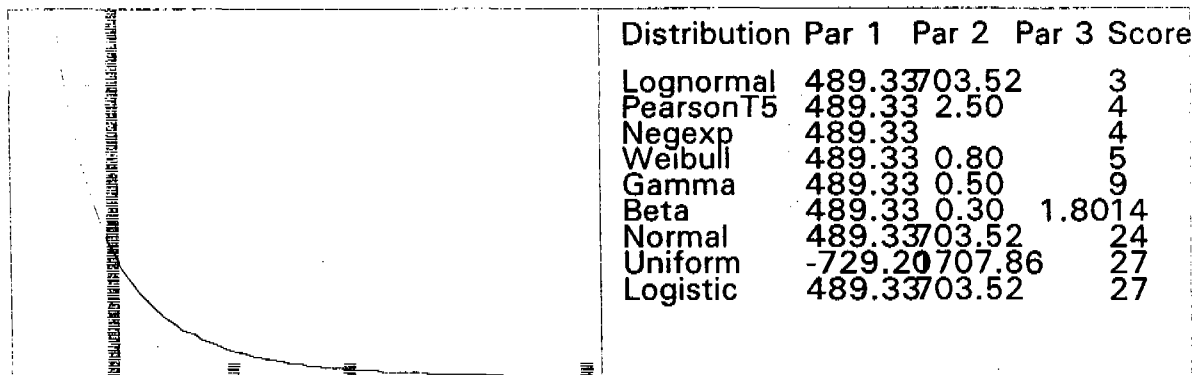 Distribution Par 1 Par 2 Par 3 Score
Lognormal 489.33703.52 3
PearsonT5 489.33 2.50 4
Negexp 489.33 4
Weibull 489.33 0.80 5
Gamma 489.33 0.50 9
Beta 489.33 0.30 1.8014
Normal 489.33703.52 24
Uniform -729.201707.86 27
Logistic 489.33703.52 27